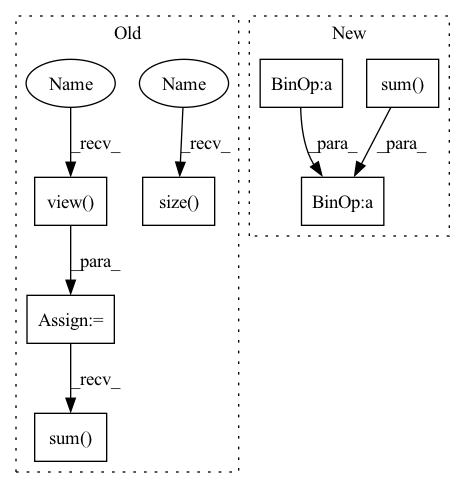 Old
New
Name
Name
BinOp:a
sum()
_recv_
_recv_
_para_
_para_
view()
size()
BinOp:a
_para_
Assign:=
_recv_
sum()